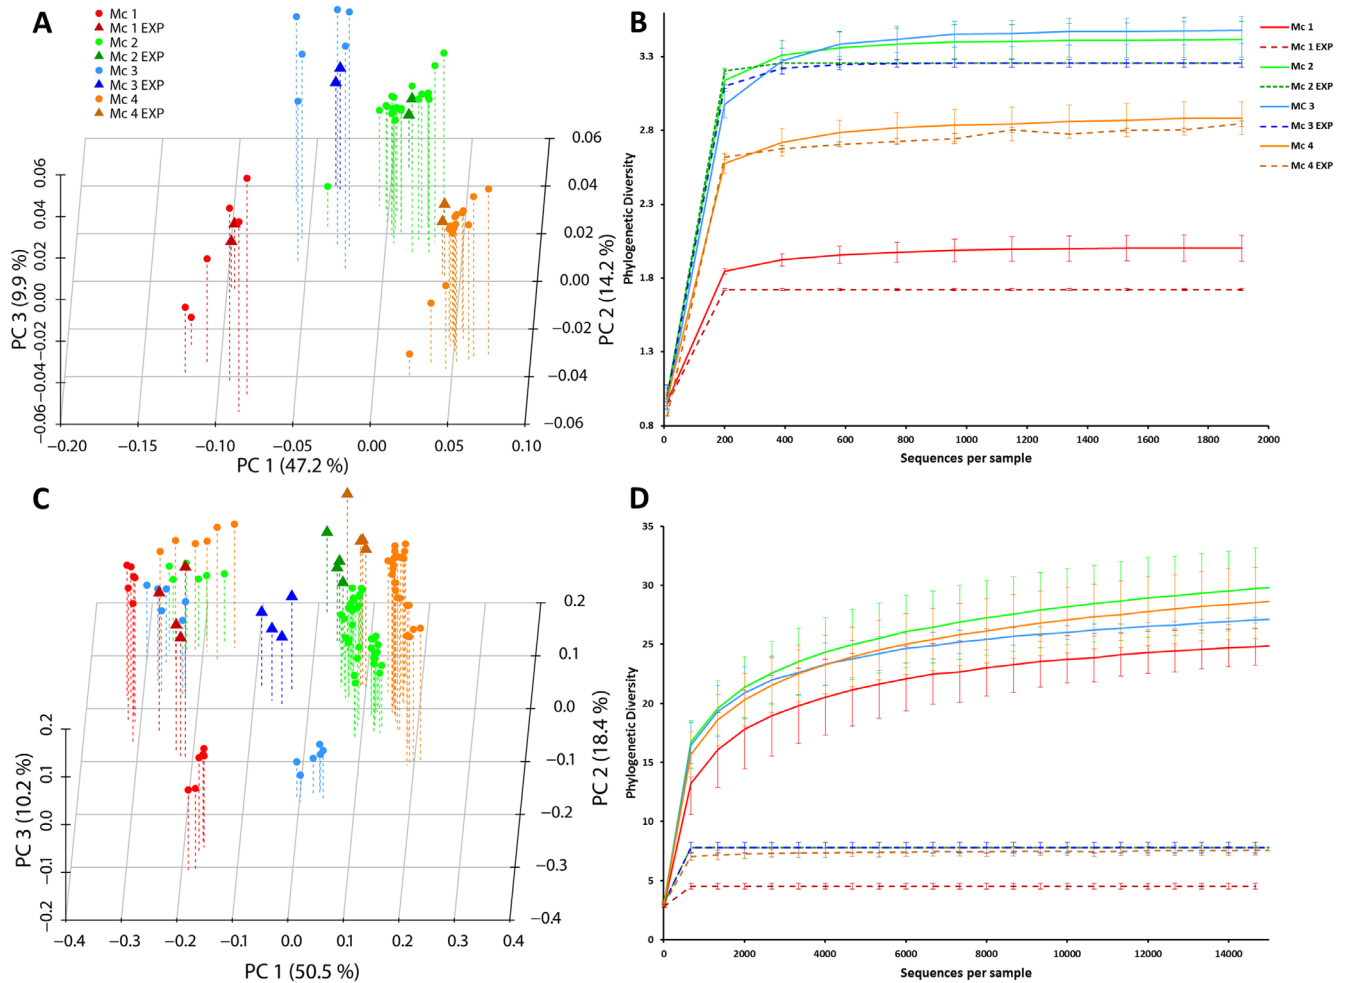 A
Mc 1
Mc 1 EXP
Mc 2
Mc 2 EXP
Mc 3
Mc 3 EXP
Mc 4
Mc 4 EXP
PC 3 (9.9 %)
0.06
0.04
0.02
0.00
−0.02
−0.04
−0.06
−0.20
−0.15
−0.10
−0.05
0.00
0.05
0.10
PC 1 (47.2 %)
0.06
0.04
0.02
0.00
−0.02
−0.04
−0.06
PC 2 (14.2 %)
B
Phylogenetic Diversity
3.3
2.8
2.3
1.8
1.3
0.8
0
200
400
600
800
1000
1200
1400
1600
1800
2000
Sequences per sample
Mc 1
Mc 1 EXP
Mc 2
Mc 2 EXP
MC 3
Mc 3 EXP
Mc 4
Mc 4 EXP
C
PC 3 (10.2 %)
0.2
0.1
0.0
−0.1
−0.2
−0.4
−0.3
−0.2
−0.1
0.0
0.1
0.2
0.3
0.4
PC 1 (50.5 %)
0.2
0.1
0.0
−0.1
−0.2
−0.3
−0.4
PC 2 (18.4 %)
D
Phylogenetic Diversity
35
30
25
20
15
10
5
0
0
2000
4000
6000
8000
10000
12000
14000
Sequences per sample